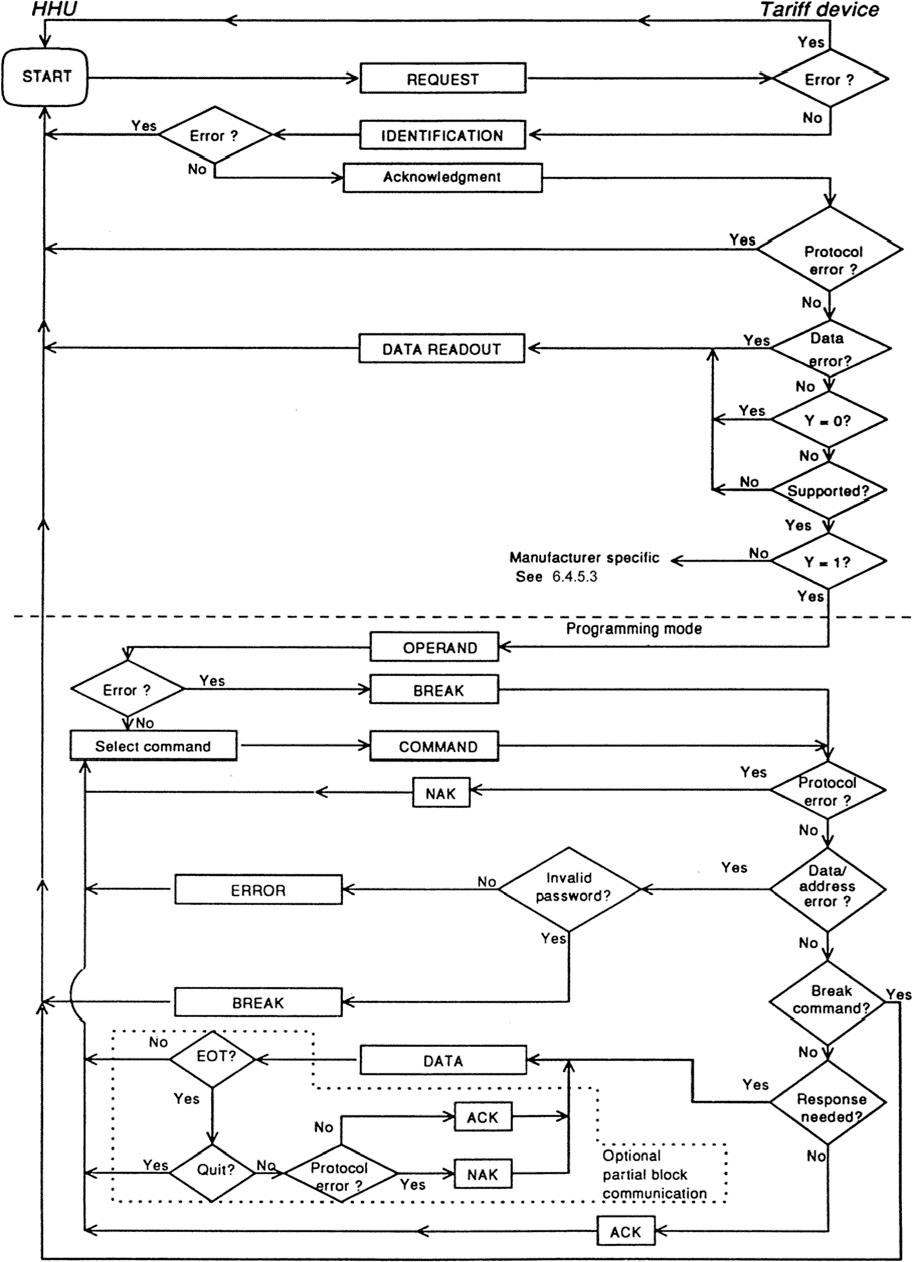 HHU
Tariff device
Yes
START
REQUEST
Error ?
No
Yes
Error ?
IDENTIFICATION
No
Acknowledgment
Yes
Protocol
error ?
No
DATA READOUT
Yes
Data
error?
No
Yes
Y = 0?
No
No
Supported?
Yes
Manufacturer specific
See 6.4.5.3
No
Y = 1?
Yes
Programming mode
OPERAND
Error ?
Yes
BREAK
No
Select command
COMMAND
Yes
NAK
Protocol
error ?
No
ERROR
No
Invalid
password?
Yes
Data/
address
error ?
Yes
No
BREAK
Break
command?
Yes
No
EOT?
DATA
No
Yes
Yes
Response
needed?
No
ACK
Yes
Quit?
No
Protocol
error ?
Yes
NAK
Optional
partial block
communication
No
ACK